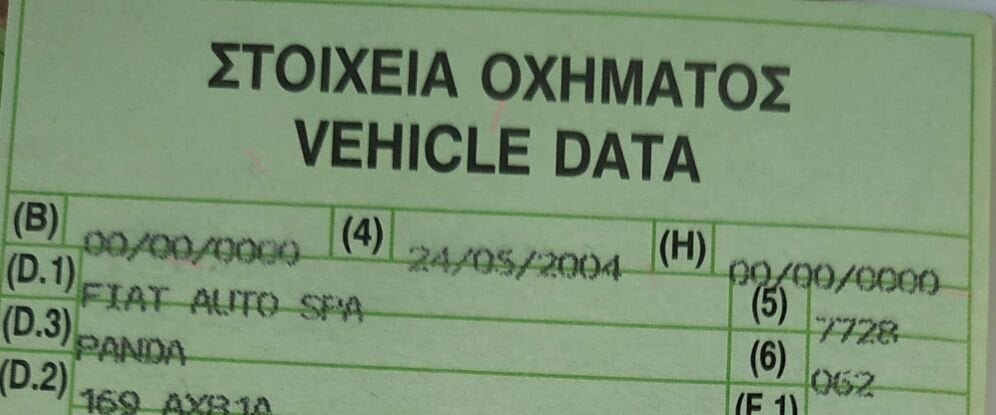 ΣΤΟΙΧΕΙΑ ΟΧΗΜΑΤΟΣ
VEHICLE DATA
(B) 00/00/0000 (4) 24/05/2004 (H) 00/00/0000
(D.1) FIAT AUTO SPA (5) 7728
(D.3) PANDA (6) 062
(D.2) 169 AXB1A (F.1)